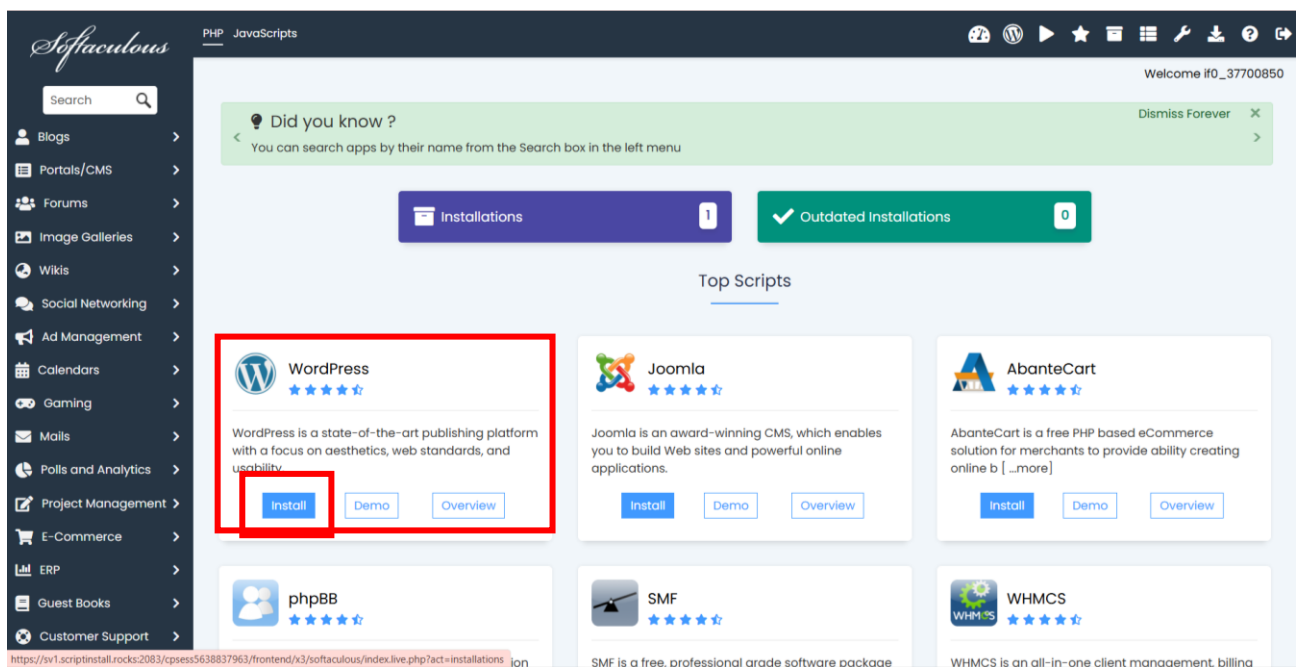 Softaculous
PHP JavaScripts
Welcome if0_37700850
Search
Blogs
Portals/CMS
Forums
Image Galleries
Wikis
Social Networking
Ad Management
Calendars
Gaming
Mails
Polls and Analytics
Project Management
E-Commerce
ERP
Guest Books
Customer Support
Did you know ?
Dismiss Forever
You can search apps by their name from the Search box in the left menu
Installations 1
Outdated Installations 0
Top Scripts
WordPress
WordPress is a state-of-the-art publishing platform
with a focus on aesthetics, web standards, and
usability
Install Demo Overview
Joomla
Joomla is an award-winning CMS, which enables
you to build Web sites and powerful online
applications.
Install Demo Overview
AbanteCart
AbanteCart is a free PHP based eCommerce
solution for merchants to provide ability creating
online b [ ...more]
Install Demo Overview
phpBB
ion
SMF
SMF is a free, professional grade software package
WHMCS
WHMCS
WHMCS is an all-in-one client management, billing
https://sv1.scriptinstall.rocks:2083/cpsess5638837963/frontend/x3/softaculous/index.live.php?act=installations